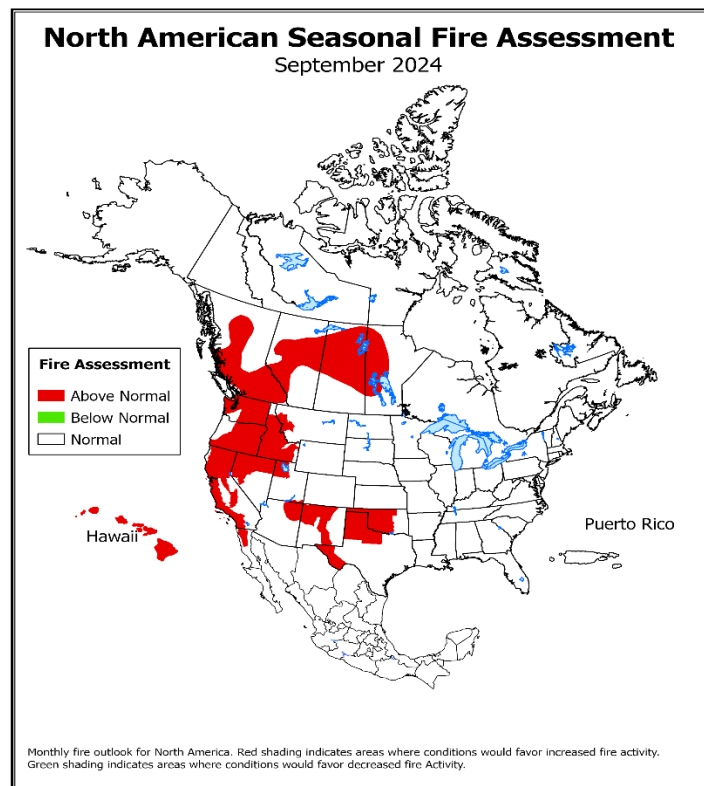 North American Seasonal Fire Assessment
September 2024
Fire Assessment
Above Normal
Below Normal
Normal
Hawaii
Puerto Rico
Monthly fire outlook for North America. Red shading indicates areas where conditions would favor increased fire activity.
Green shading indicates areas where conditions would favor decreased fire Activity.